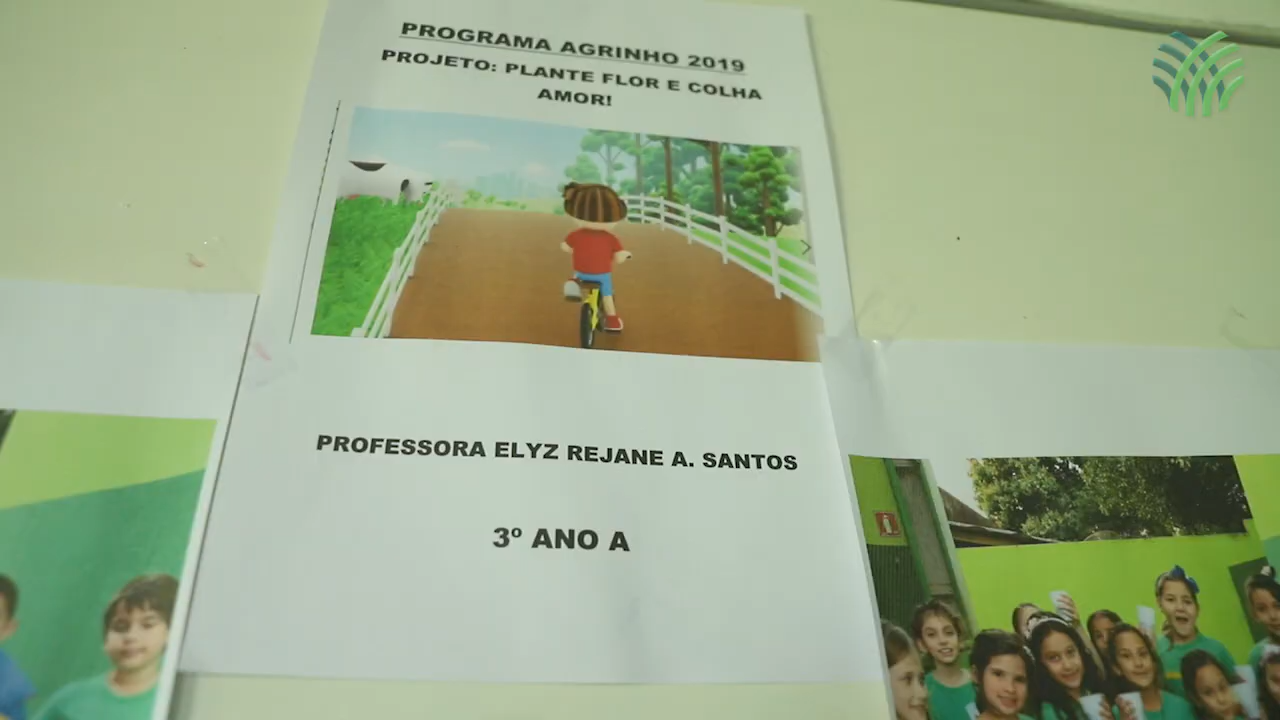 PROGRAMA AGRINHO 2019
PROJETO: PLANTE FLOR E COLHA
AMOR!
PROFESSORA ELYZ REJANE A. SANTOS
3º ANO A